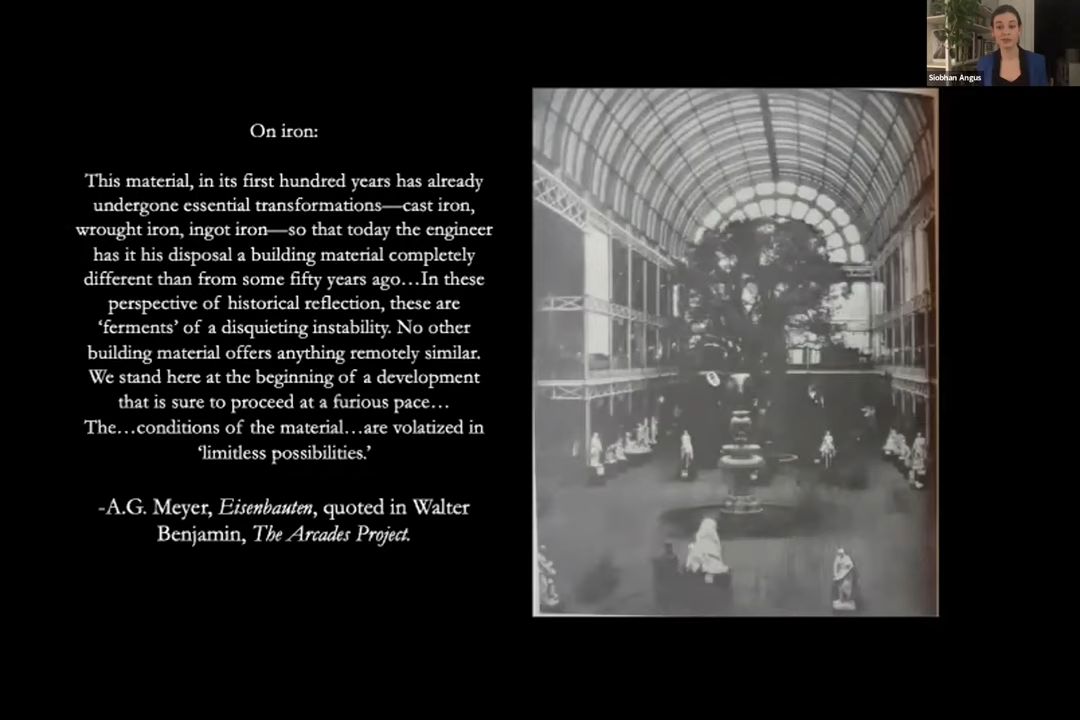 Siobhan Angus
On iron:
This material, in its first hundred years has already
undergone essential transformations—cast iron,
wrought iron, ingot iron—so that today the engineer
has it his disposal a building material completely
different than from some fifty years ago…In these
perspective of historical reflection, these are
‘ferments’ of a disquieting instability. No other
building material offers anything remotely similar.
We stand here at the beginning of a development
that is sure to proceed at a furious pace…
The…conditions of the material…are volatized in
‘limitless possibilities.’
-A.G. Meyer, Eisenbauten, quoted in Walter
Benjamin, The Arcades Project.